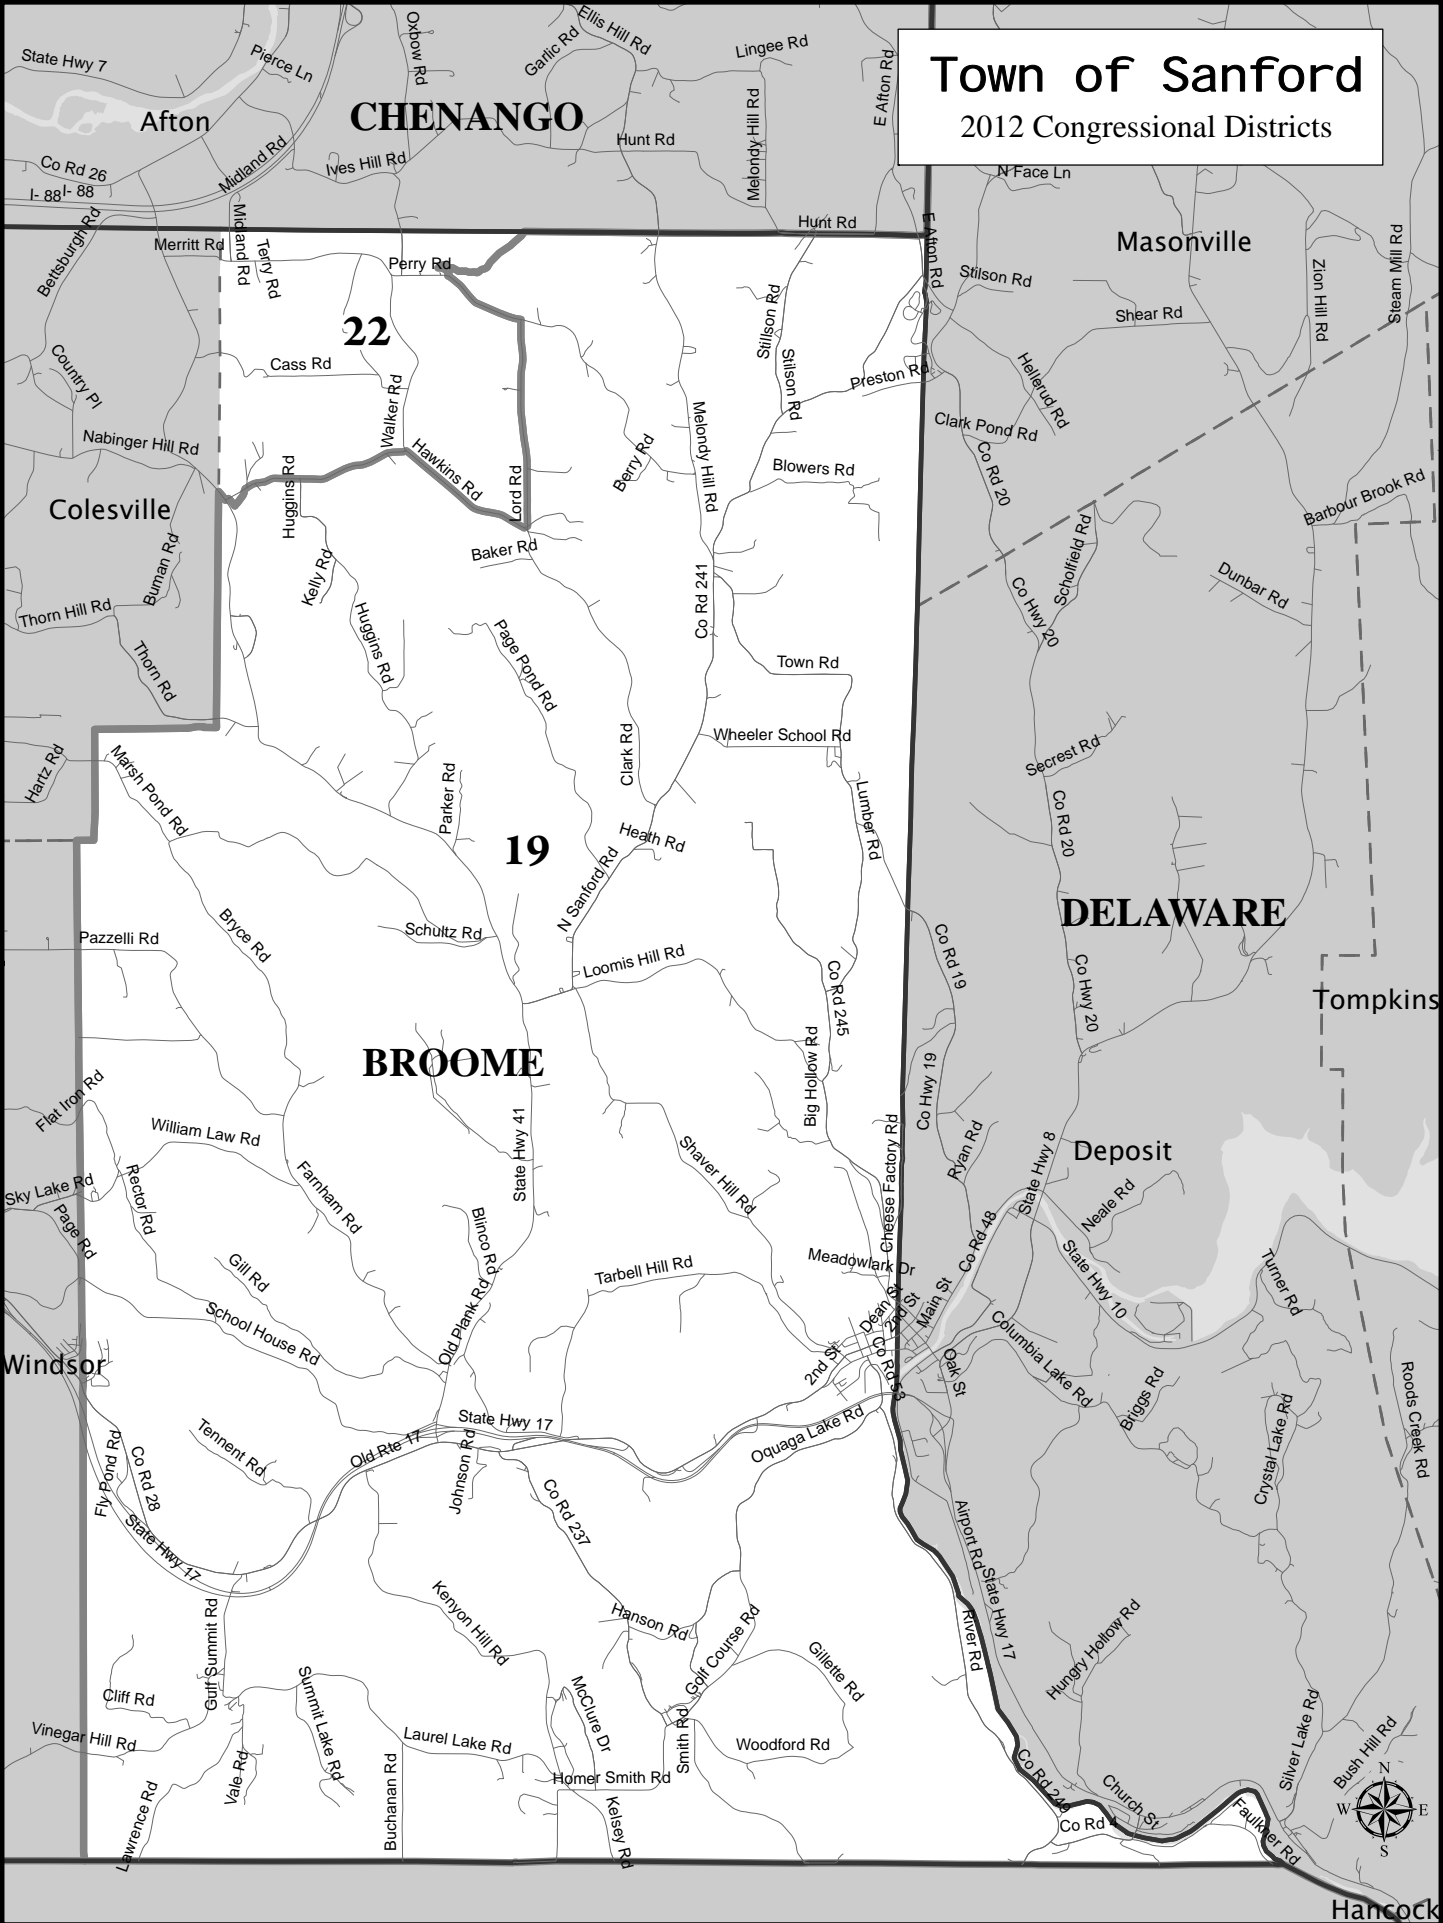 Town of Sanford
2012 Congressional Districts
State Hwy 7
Pierce Ln
Oxbow Rd
Ellis Hill Rd
Garlic Rd
Lingee Rd
E Afton Rd
Afton
CHENANGO
Melondy Hill Rd
Hunt Rd
Co Rd 26
Midland Rd
Ives Hill Rd
I- 88
I- 88
N Face Ln
Bettsburgh Rd
Merritt Rd
Midland Rd
Terry Rd
Perry Rd
Hunt Rd
E Afton Rd
Masonville
Stilson Rd
Zion Hill Rd
Steam Mill Rd
22
Stillson Rd
Shear Rd
Country Pl
Cass Rd
Walker Rd
Stilson Rd
Preston Rd
Hellerud Rd
Nabinger Hill Rd
Hawkins Rd
Lord Rd
Berry Rd
Melondy Hill Rd
Blowers Rd
Clark Pond Rd
Co Rd 20
Barbour Brook Rd
Colesville
Huggins Rd
Baker Rd
Buman Rd
Kelly Rd
Co Rd 241
Scholfield Rd
Dunbar Rd
Co Hwy 20
Thorn Hill Rd
Huggins Rd
Page Pond Rd
Thorn Rd
Town Rd
Wheeler School Rd
Secrest Rd
Hartz Rd
Marsh Pond Rd
Parker Rd
Clark Rd
Lumber Rd
Co Rd 20
19
Heath Rd
N Sanford Rd
DELAWARE
Pazzelli Rd
Bryce Rd
Schultz Rd
Loomis Hill Rd
Co Rd 245
Co Rd 19
Co Hwy 20
Tompkins
BROOME
Big Hollow Rd
Co Hwy 19
Flat Iron Rd
William Law Rd
State Hwy 41
Shaver Hill Rd
Cheese Factory Rd
Ryan Rd
State Hwy 8
Deposit
Sky Lake Rd
Rector Rd
Farnham Rd
Neale Rd
Page Rd
Blinco Rd
Co Rd 48
State Hwy 10
Gill Rd
Tarbell Hill Rd
Meadowlark Dr
Turner Rd
School House Rd
Old Plank Rd
Dean St
2nd St
Main St
Columbia Lake Rd
Windsor
2nd St
Co Rd 53
Oak St
Briggs Rd
Roods Creek Rd
Crystal Lake Rd
Tennent Rd
State Hwy 17
Old Rte 17
Johnson Rd
Oquaga Lake Rd
Fly Pond Rd
Co Rd 28
Co Rd 237
Airport Rd
State Hwy 17
State Hwy 17
Kenyon Hill Rd
Hanson Rd
Golf Course Rd
Gillette Rd
River Rd
Hungry Hollow Rd
Gulf Summit Rd
Cliff Rd
Summit Lake Rd
McClure Dr
Smith Rd
Silver Lake Rd
Bush Hill Rd
Vinegar Hill Rd
Vale Rd
Laurel Lake Rd
Woodford Rd
Homer Smith Rd
Lawrence Rd
Buchanan Rd
Kelsey Rd
Co Rd 249
Church St
Co Rd 4
Faulkner Rd
N
W
E
S
Hancock